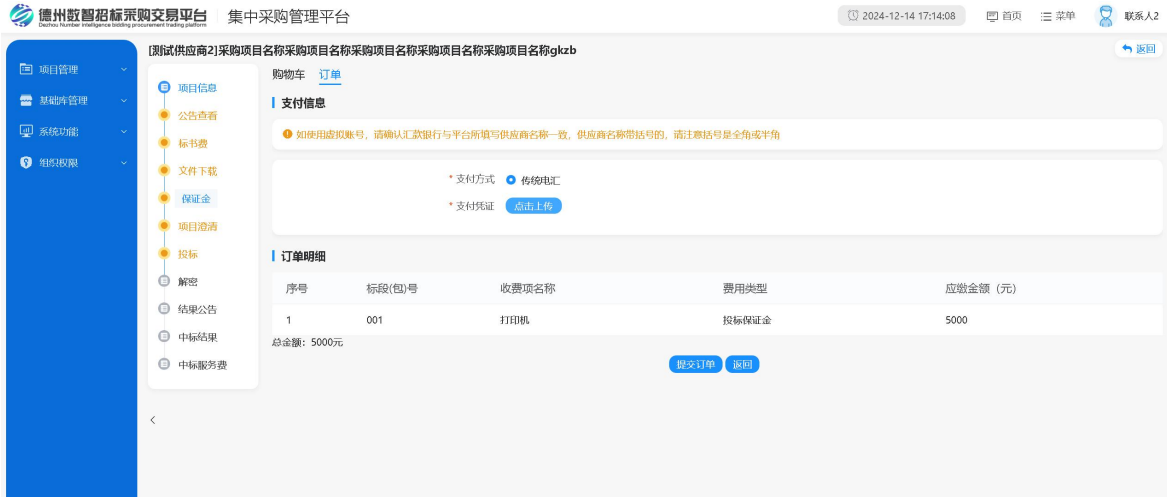 德州数智招标采购交易平台 集中采购管理平台 2024-12-14 17:14:08 首页 菜单 联系人2
Dezhou Number intelligence bidding procurement trading platform
[测试供应商2]采购项目名称采购项目名称采购项目名称采购项目名称采购项目名称gkzb 返回
项目管理
基础库管理
系统功能
组织权限
项目信息
公告查看
标书费
文件下载
保证金
项目澄清
投标
解密
结果公告
中标结果
中标服务费
购物车 订单
支付信息
如使用虚拟账号，请确认汇款银行与平台所填写供应商名称一致，供应商名称带括号的，请注意括号是全角或半角
* 支付方式 传统电汇
* 支付凭证 点击上传
订单明细
序号 标段(包)号 收费项名称 费用类型 应缴金额（元）
1 001 打印机 投标保证金 5000
总金额：5000元
提交订单 返回